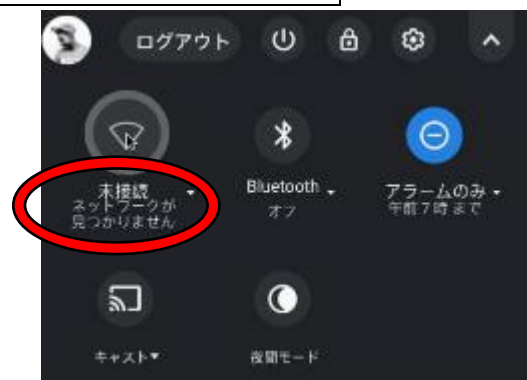 ログアウト
未接続
ネットワークが
見つかりません
Bluetooth
オフ
アラームのみ
午前7時まで
キャスト
夜間モード